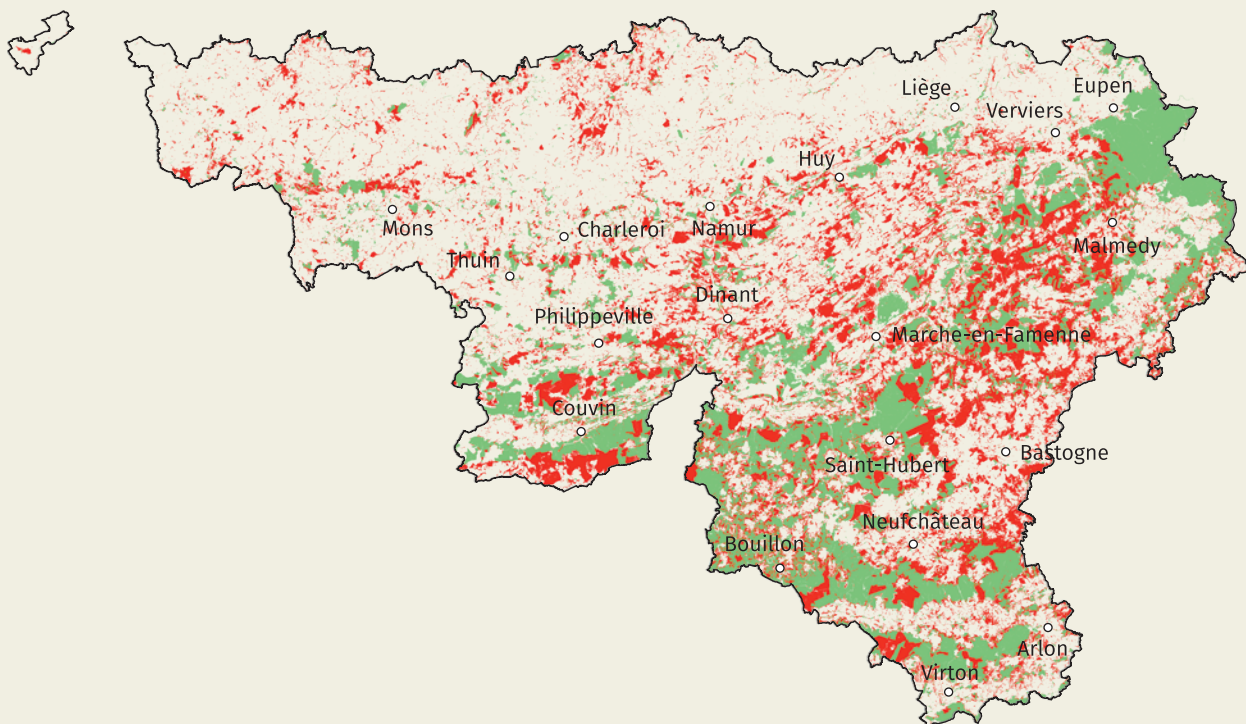 Liège
Eupen
Verviers
Huy
Mons
Charleroi
Namur
Malmedy
Thuin
Dinant
Philippeville
Marche-en-Famenne
Couvin
Saint-Hubert
Bastogne
Neufchâteau
Bouillon
Arlon
Virton